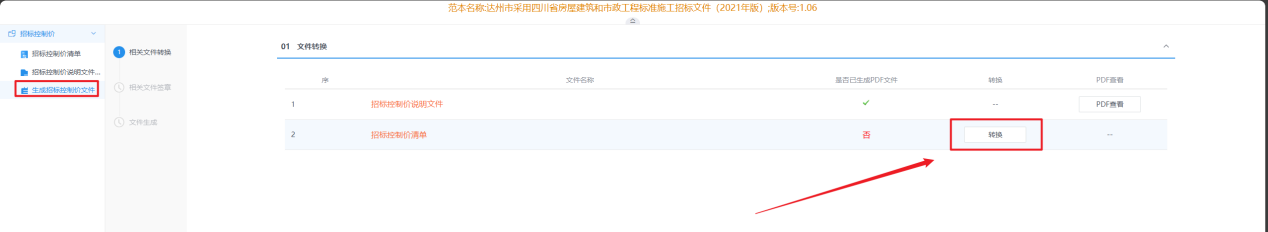 范本名称:达州市采用四川省房屋建筑和市政工程标准施工招标文件（2021年版）;版本号:1.06
招标控制价
招标控制价清单
招标控制价说明文件...
生成招标控制价文件
1 相关文件转换
相关文件签章
文件生成
01 文件转换
序 文件名称 是否已生成PDF文件 转换 PDF查看
1 招标控制价说明文件 -- PDF查看
2 招标控制价清单 否 转换 --